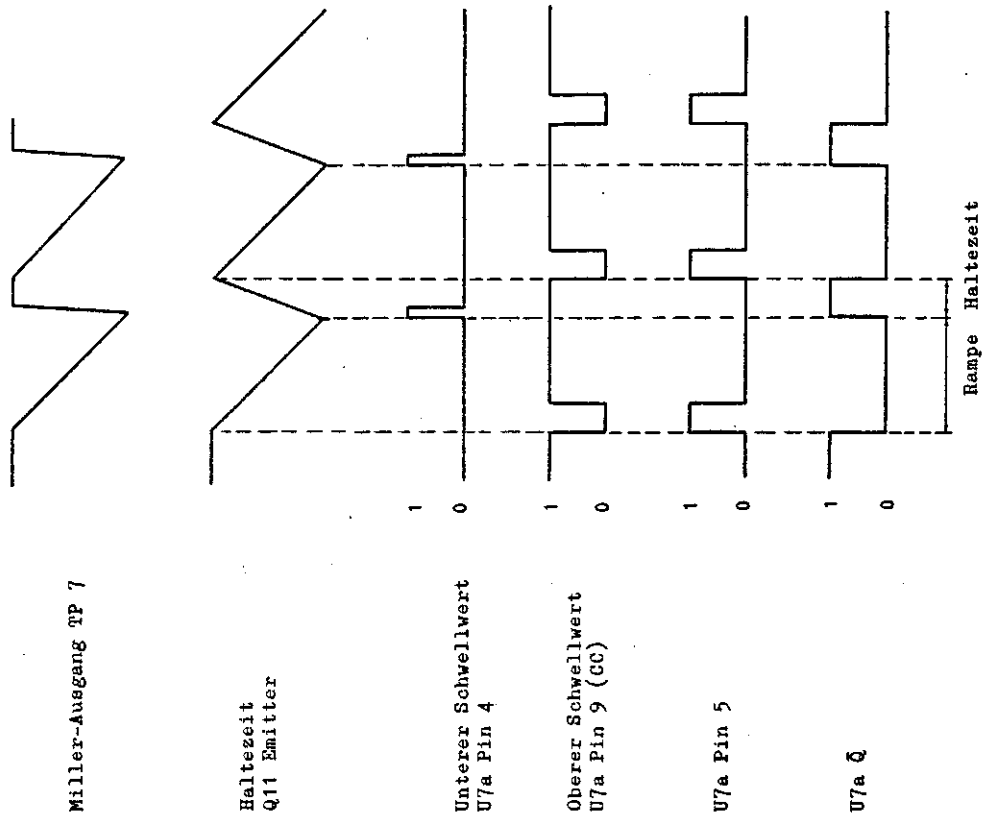 Miller-Ausgang TP 7
Haltezeit
Q11 Emitter
Unterer Schwellwert
U7a Pin 4
1
0
Oberer Schwellwert
U7a Pin 9 (CC)
1
0
U7a Pin 5
1
0
U7a Q̄
1
0
Rampe Haltezeit